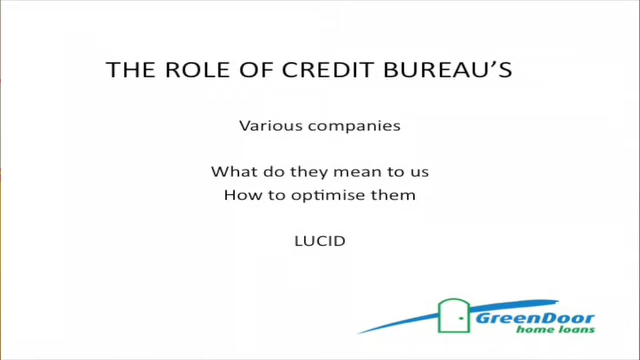 THE ROLE OF CREDIT BUREAU'S
Various companies
What do they mean to us
How to optimise them
LUCID
GreenDoor
home loans